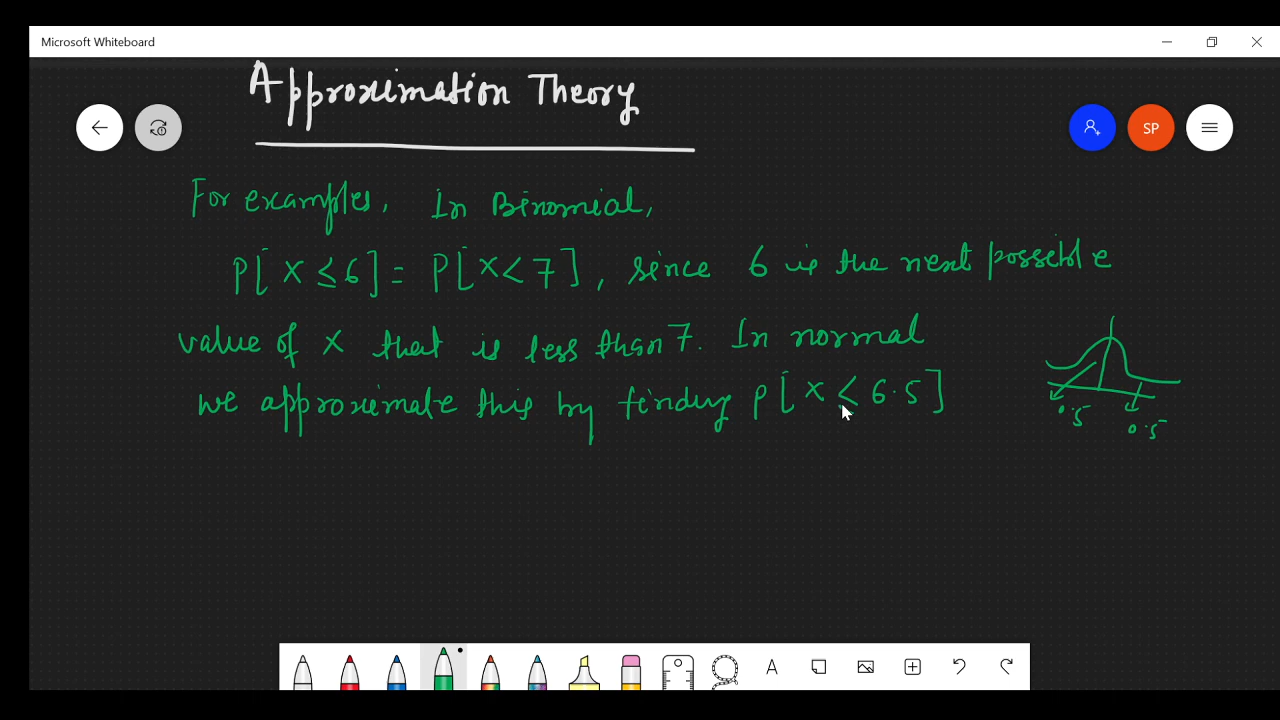 Microsoft Whiteboard
Approximation Theory
SP
For examples, In Binomial,
P[X ≤ 6] = P[X < 7], since 6 is the next possible
value of X that is less than 7. In normal
we approximate this by finding P[X ≤ 6.5]
0.5
0.5
A